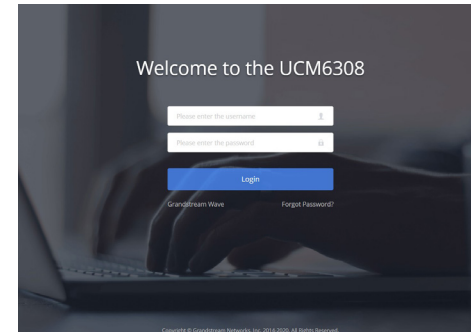 Welcome to the UCM6308
Please enter the username
Please enter the password
Login
Grandstream Wave Forgot Password?
Copyright © Grandstream Networks, Inc. 2014-2020. All Rights Reserved.